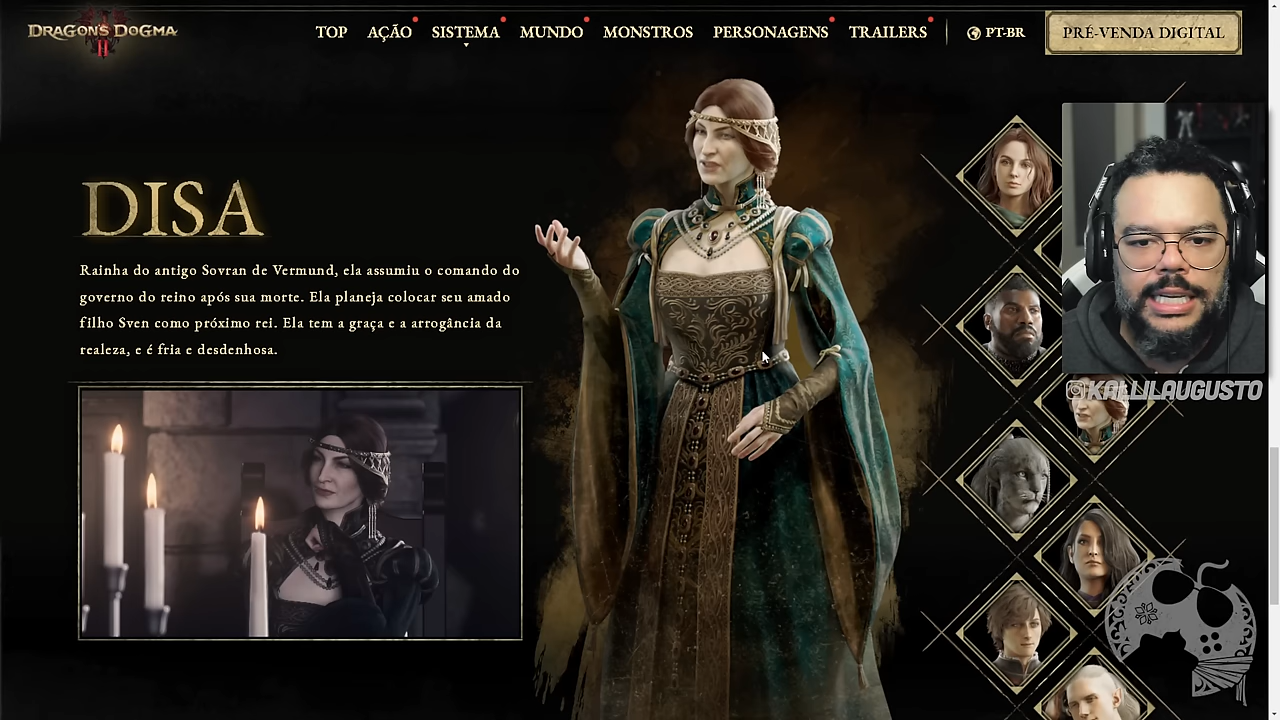 DRAGON'S DOGMA
II
TOP
AÇÃO
SISTEMA
MUNDO
MONSTROS
PERSONAGENS
TRAILERS
PT-BR
PRÉ-VENDA DIGITAL
DISA
Rainha do antigo Sovran de Vermund, ela assumiu o comando do
governo do reino após sua morte. Ela planeja colocar seu amado
filho Sven como próximo rei. Ela tem a graça e a arrogância da
realeza, e é fria e desdenhosa.
KALLILAUGUSTO